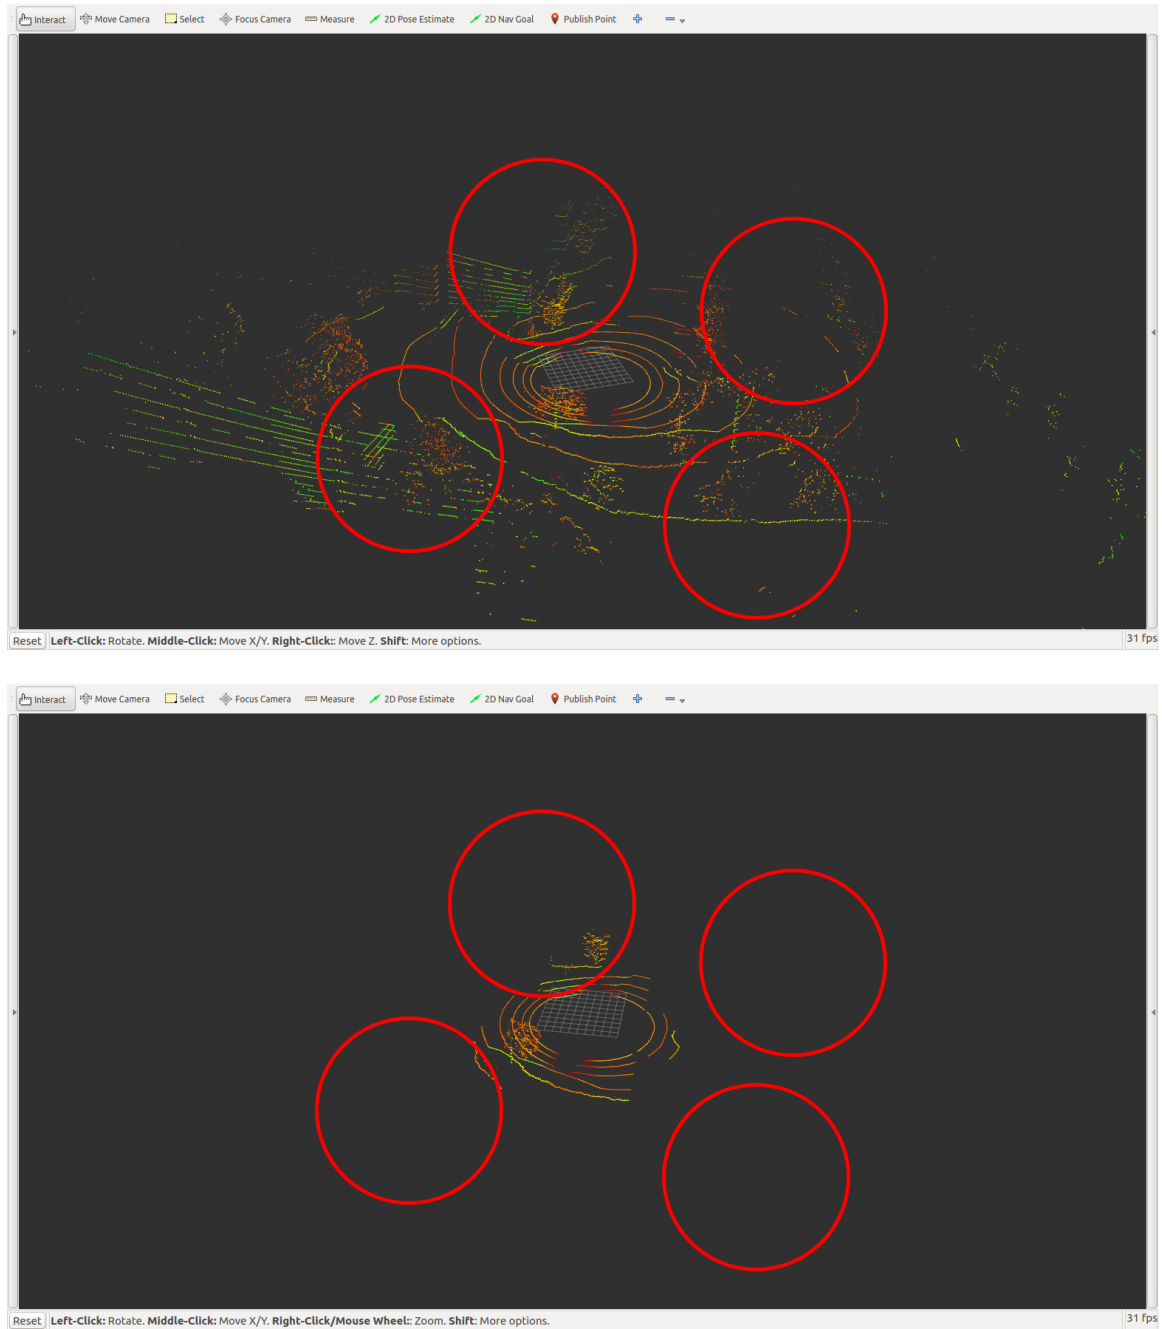 Interact Move Camera Select Focus Camera Measure 2D Pose Estimate 2D Nav Goal Publish Point
Reset Left-Click: Rotate. Middle-Click: Move X/Y. Right-Click:: Move Z. Shift: More options. 31 fps
Interact Move Camera Select Focus Camera Measure 2D Pose Estimate 2D Nav Goal Publish Point
Reset Left-Click: Rotate. Middle-Click: Move X/Y. Right-Click/Mouse Wheel:: Zoom. Shift: More options. 31 fps